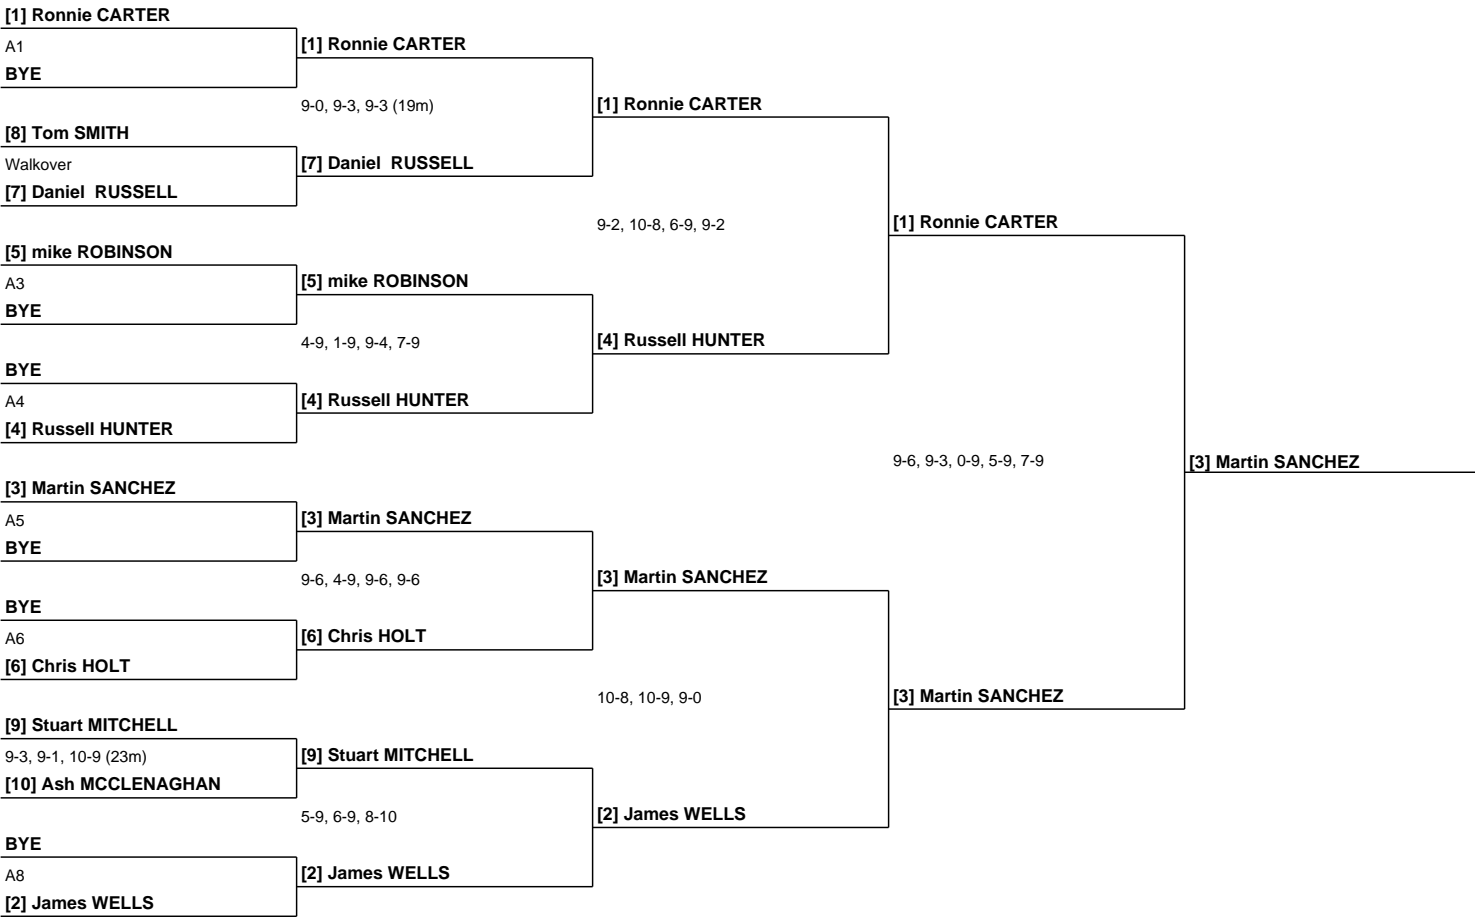 [1] Ronnie CARTER
A1
BYE
[8] Tom SMITH
Walkover
[7] Daniel  RUSSELL
[5] mike ROBINSON
A3
BYE
BYE
A4
[4] Russell HUNTER
[3] Martin SANCHEZ
A5
BYE
BYE
A6
[6] Chris HOLT
[9] Stuart MITCHELL
9-3, 9-1, 10-9 (23m)
[10] Ash MCCLENAGHAN
BYE
A8
[2] James WELLS
[1] Ronnie CARTER
9-0, 9-3, 9-3 (19m)
[7] Daniel  RUSSELL
[5] mike ROBINSON
4-9, 1-9, 9-4, 7-9
[4] Russell HUNTER
[3] Martin SANCHEZ
9-6, 4-9, 9-6, 9-6
[6] Chris HOLT
[9] Stuart MITCHELL
5-9, 6-9, 8-10
[2] James WELLS
[1] Ronnie CARTER
9-2, 10-8, 6-9, 9-2
[4] Russell HUNTER
[3] Martin SANCHEZ
10-8, 10-9, 9-0
[2] James WELLS
[1] Ronnie CARTER
9-6, 9-3, 0-9, 5-9, 7-9
[3] Martin SANCHEZ
[3] Martin SANCHEZ